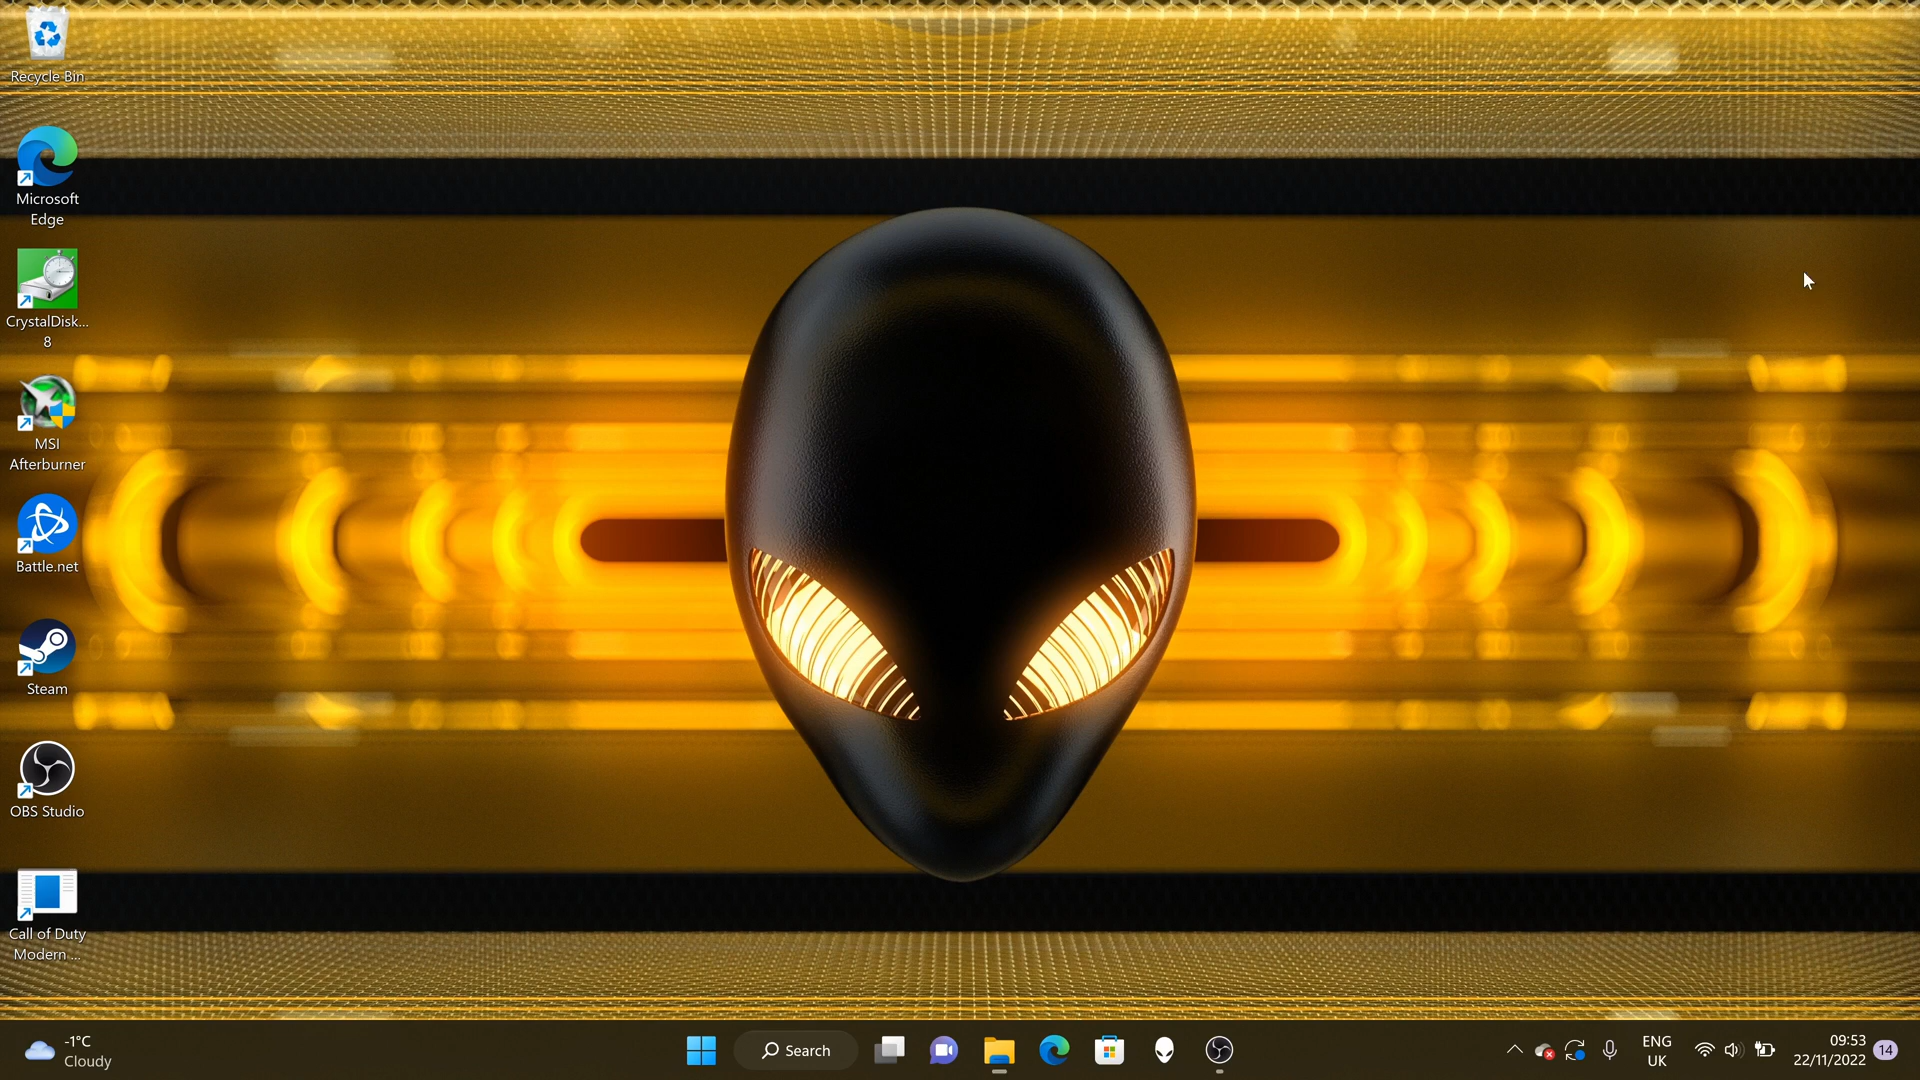 Recycle Bin
Microsoft
Edge
CrystalDisk...
8
MSI
Afterburner
Battle.net
Steam
OBS Studio
Call of Duty
Modern ...
-1°C
Cloudy
Search
ENG
UK
09:53
22/11/2022
14